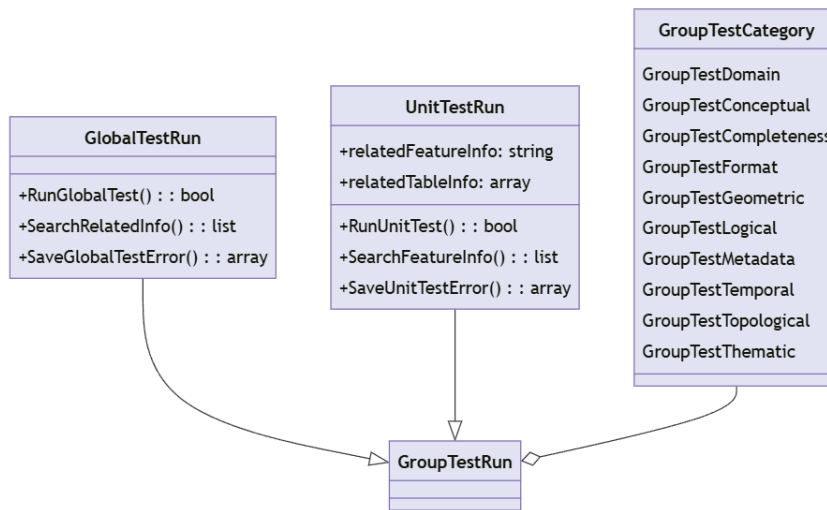 GlobalTestRun
+RunGlobalTest() : : bool
+SearchRelatedInfo() : : list
+SaveGlobalTestError() : : array
UnitTestRun
+relatedFeatureInfo: string
+relatedTableInfo: array
+RunUnitTest() : : bool
+SearchFeatureInfo() : : list
+SaveUnitTestError() : : array
GroupTestCategory
GroupTestDomain
GroupTestConceptual
GroupTestCompleteness
GroupTestFormat
GroupTestGeometric
GroupTestLogical
GroupTestMetadata
GroupTestTemporal
GroupTestTopological
GroupTestThematic
GroupTestRun